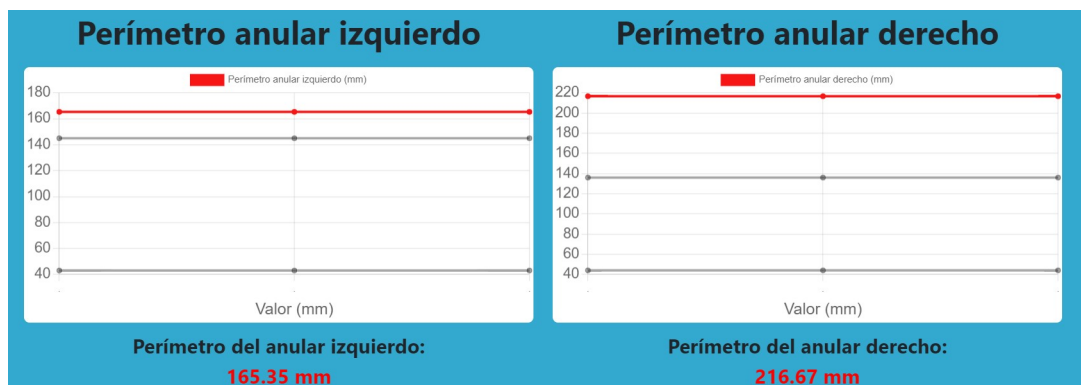 Perímetro anular izquierdo
Perímetro anular izquierdo (mm)
180
160
140
120
100
80
60
40
Valor (mm)
Perímetro del anular izquierdo:
165.35 mm
Perímetro anular derecho
Perímetro anular derecho (mm)
220
200
180
160
140
120
100
80
60
40
Valor (mm)
Perímetro del anular derecho:
216.67 mm